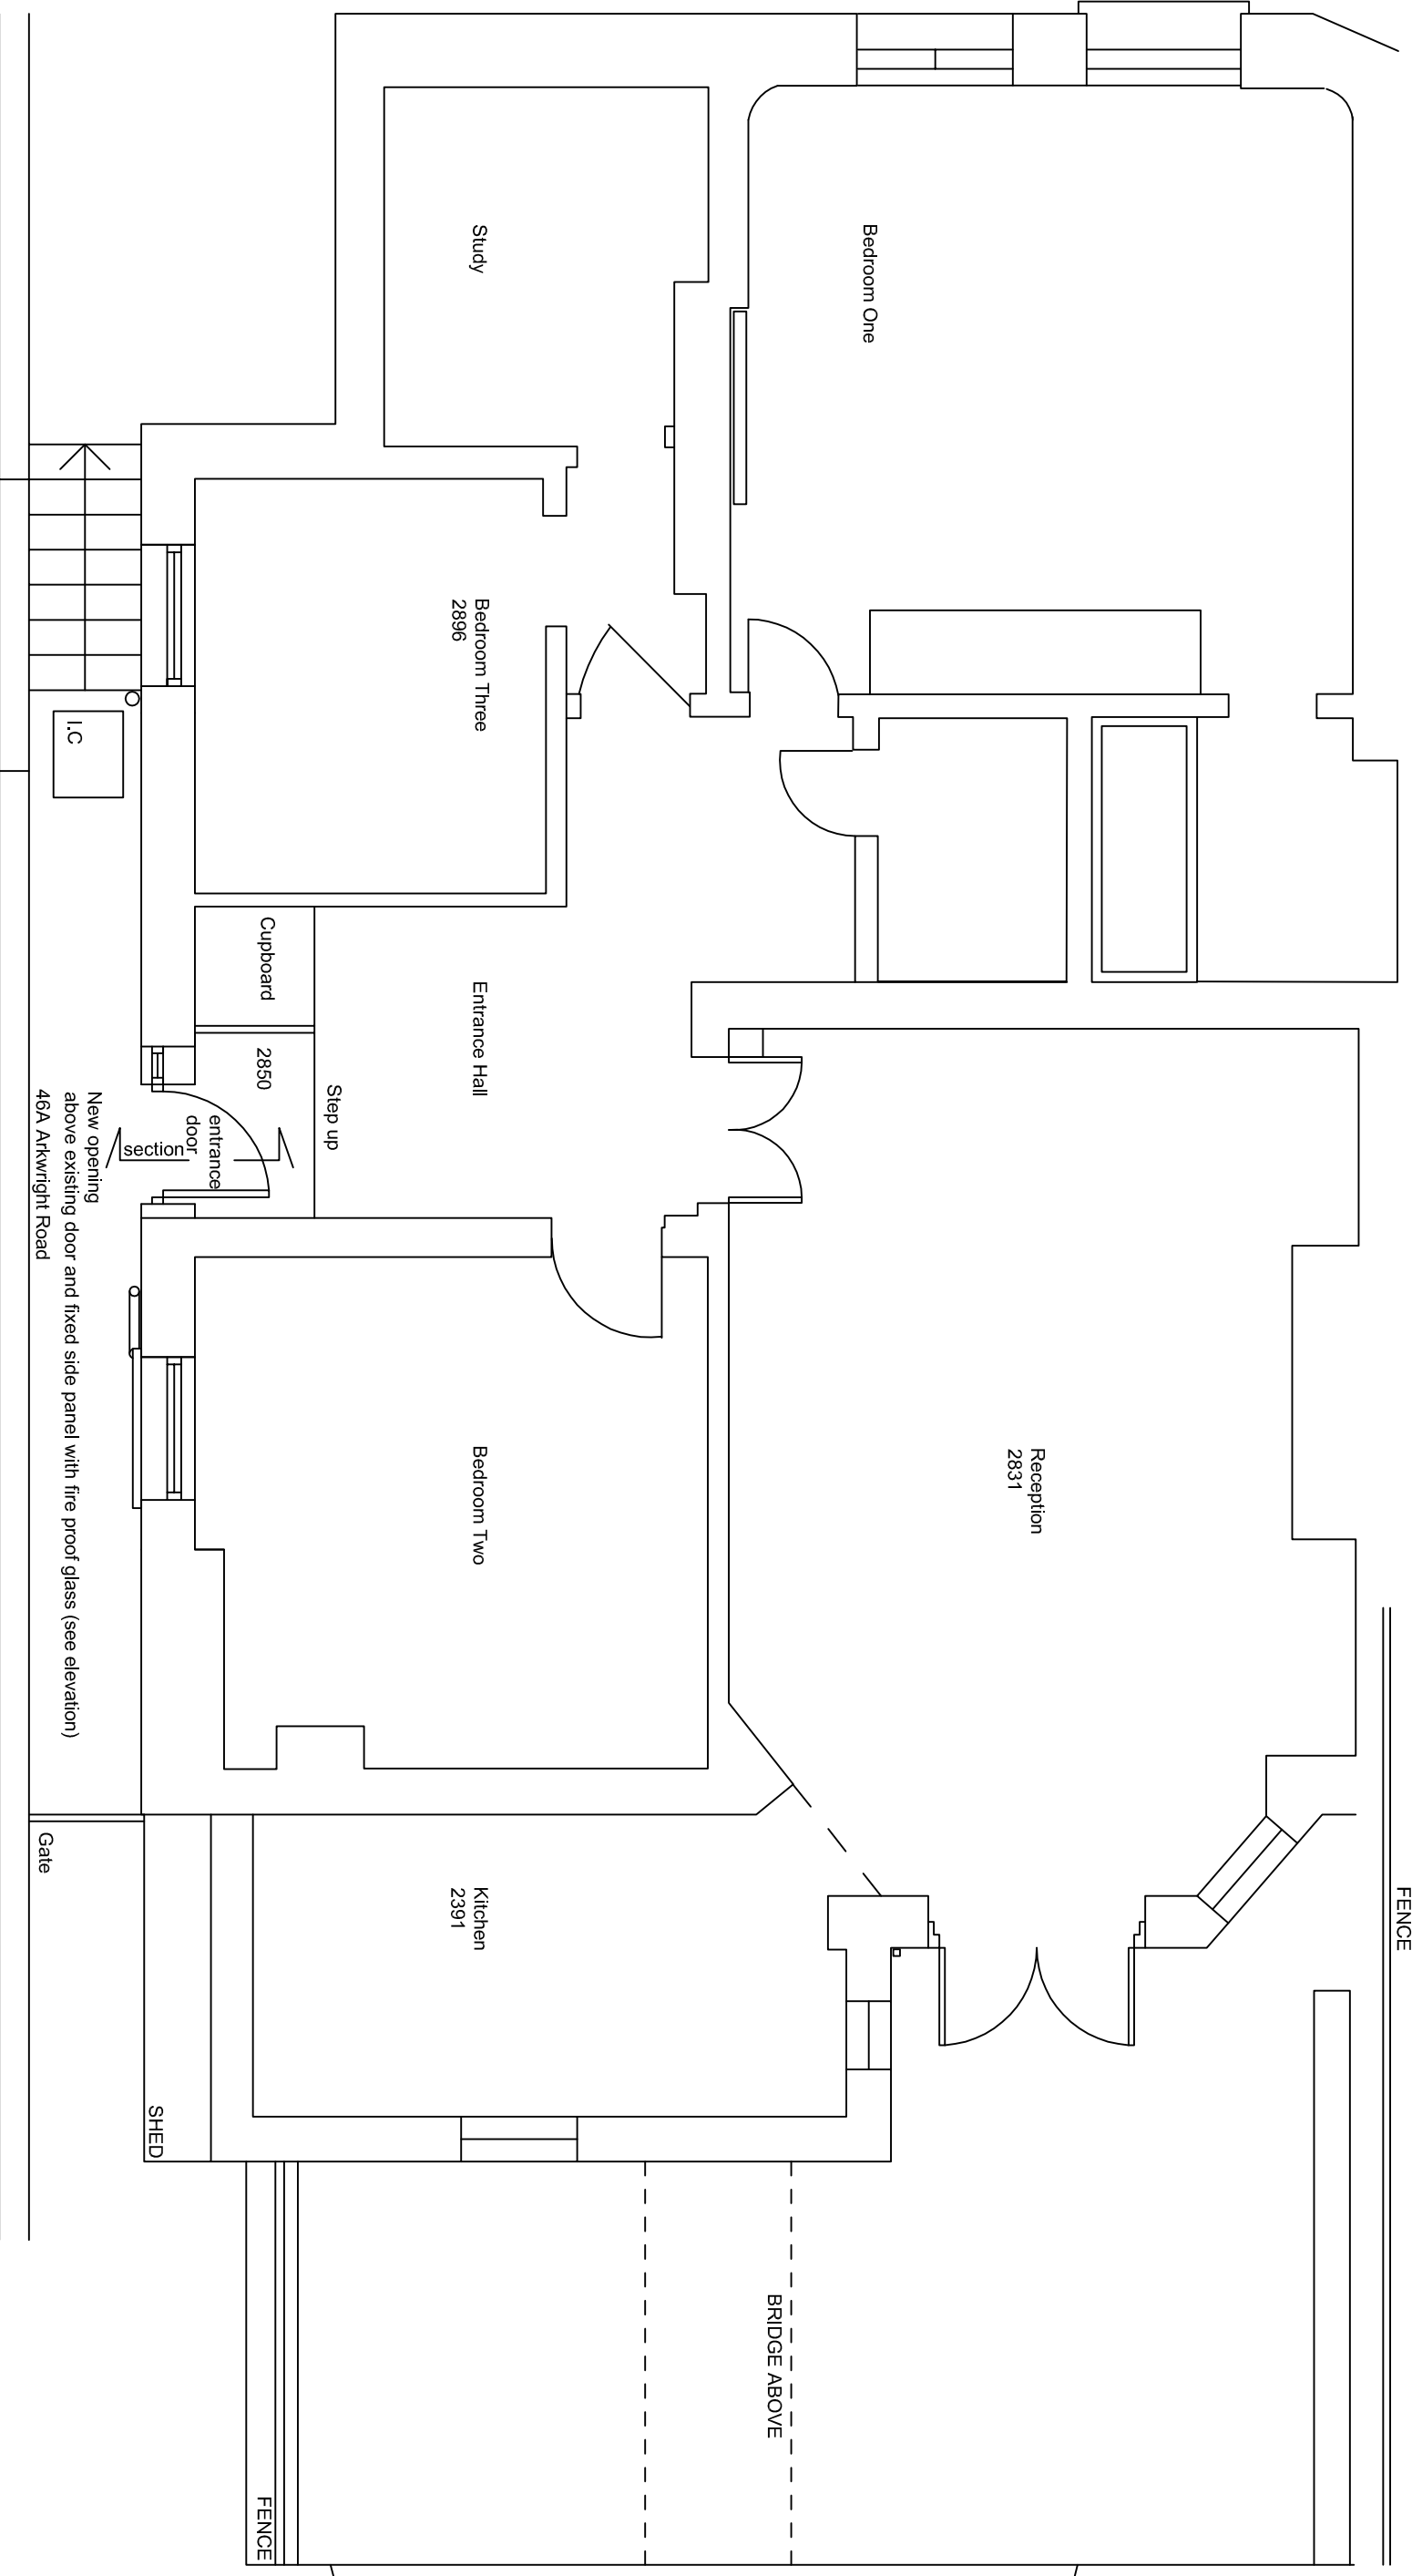 FENCE
Bedroom One
Reception
2831
BRIDGE ABOVE
Study
Bedroom Three
2896
Entrance Hall
Bedroom Two
Kitchen
2391
Step up
Cupboard
2850
entrance
door
section
FENCE
SHED
I.C
New opening
above existing door and fixed side panel with fire proof glass (see elevation)
46A Arkwright Road
Gate